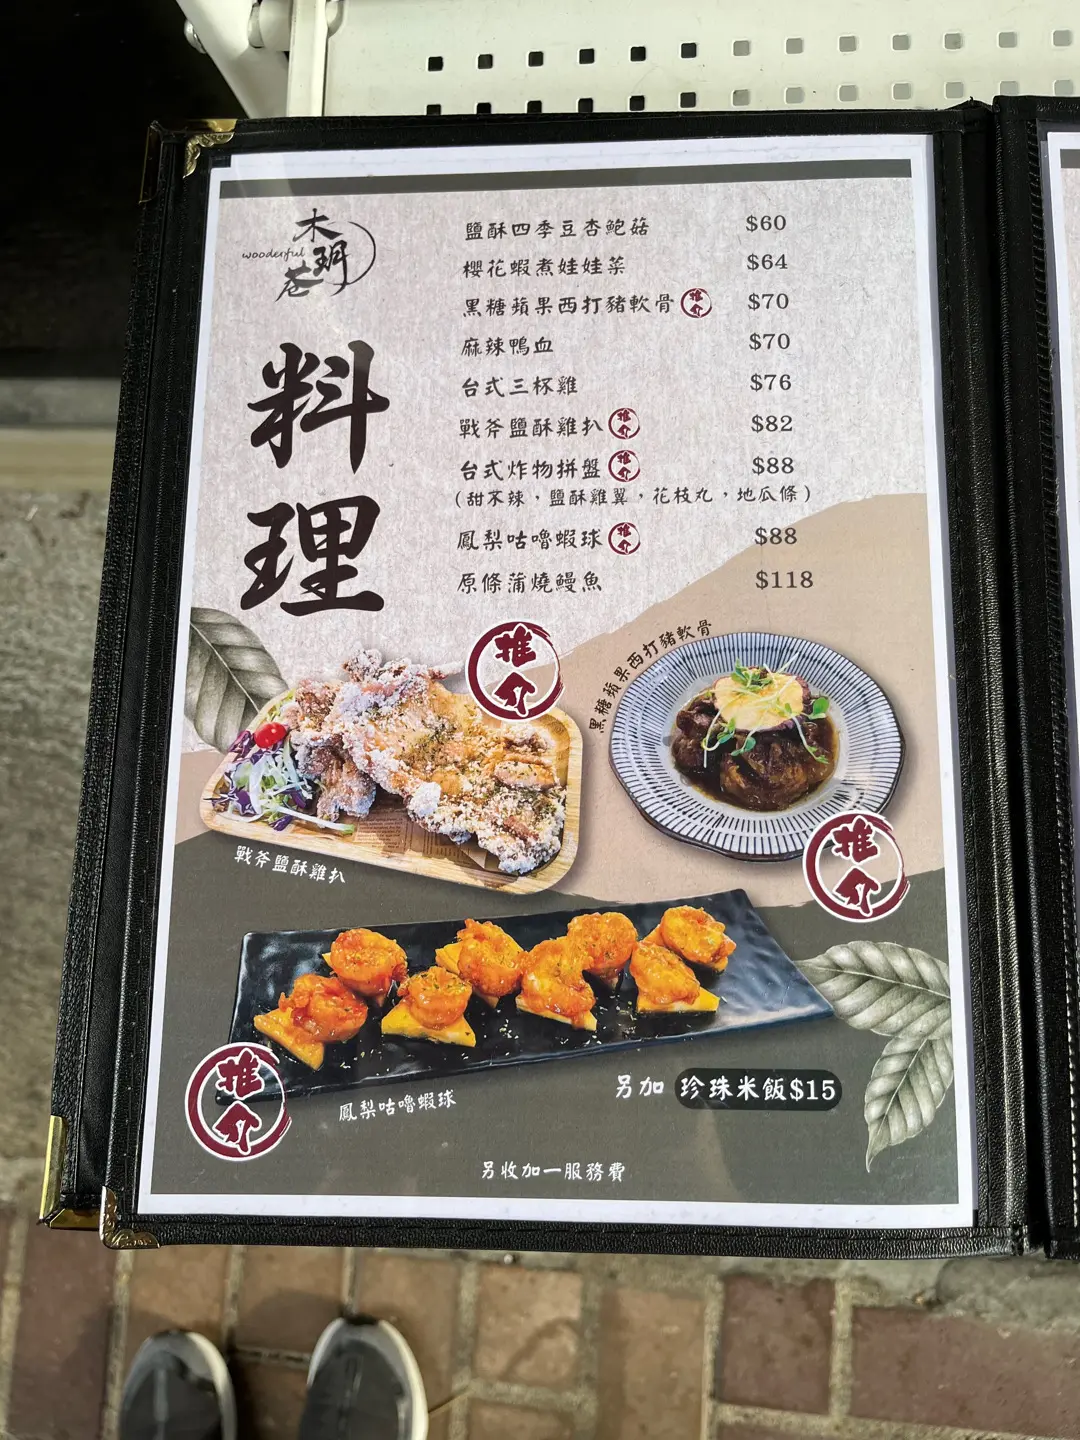 木玥巷
wooderful
料理
鹽酥四季豆杏鮑菇 $60
櫻花蝦煮娃娃菜 $64
黑糖蘋果西打豬軟骨 推介 $70
麻辣鴨血 $70
台式三杯雞 $76
戰斧鹽酥雞扒 推介 $82
台式炸物拼盤 推介 $88
(甜不辣，鹽酥雞翼，花枝丸，地瓜條)
鳳梨咕嚕蝦球 推介 $88
原條蒲燒鰻魚 $118
推介
黑糖蘋果西打豬軟骨
推介
戰斧鹽酥雞扒
推介
鳳梨咕嚕蝦球
另加 珍珠米飯$15
另收加一服務費